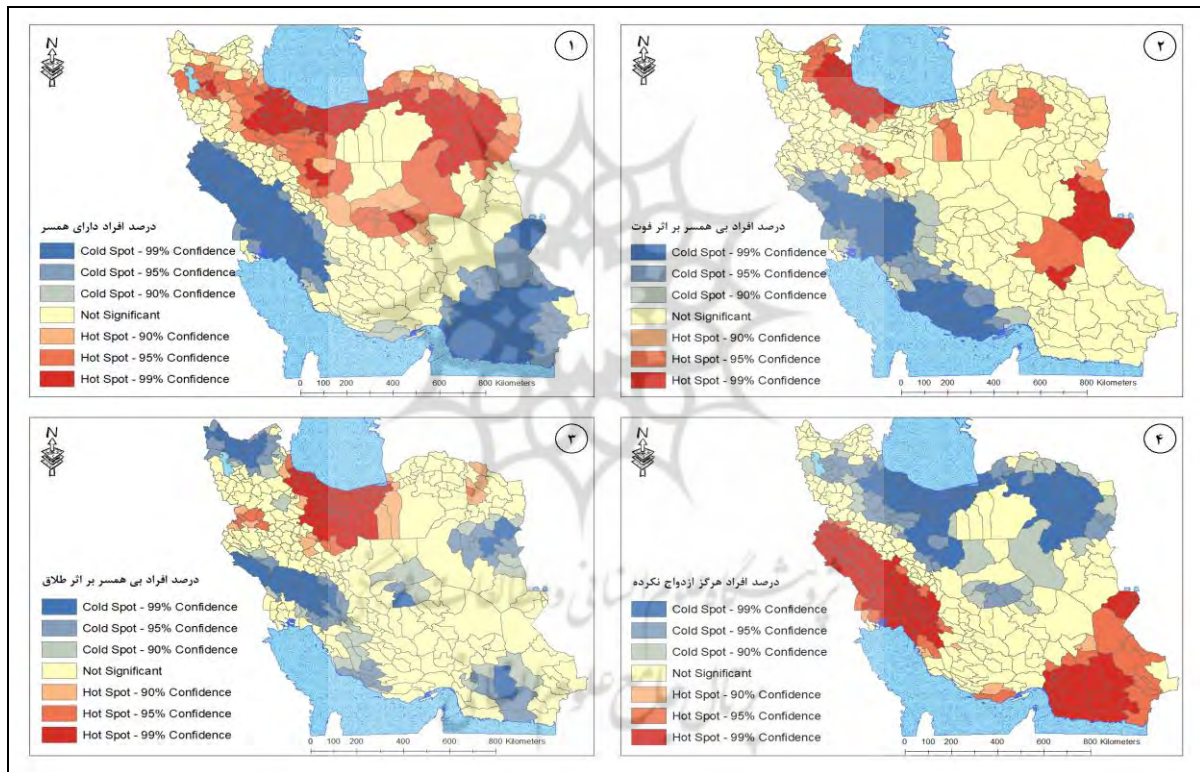 N
۱
درصد افراد دارای همسر
Cold Spot - 99% Confidence
Cold Spot - 95% Confidence
Cold Spot - 90% Confidence
Not Significant
Hot Spot - 90% Confidence
Hot Spot - 95% Confidence
Hot Spot - 99% Confidence
0 100 200 400 600 800 Kilometers
N
۲
درصد افراد بی همسر بر اثر فوت
Cold Spot - 99% Confidence
Cold Spot - 95% Confidence
Cold Spot - 90% Confidence
Not Significant
Hot Spot - 90% Confidence
Hot Spot - 95% Confidence
Hot Spot - 99% Confidence
0 100 200 400 600 800 Kilometers
N
۳
درصد افراد بی همسر بر اثر طلاق
Cold Spot - 99% Confidence
Cold Spot - 95% Confidence
Cold Spot - 90% Confidence
Not Significant
Hot Spot - 90% Confidence
Hot Spot - 95% Confidence
Hot Spot - 99% Confidence
0 100 200 400 600 800 Kilometers
N
۴
درصد افراد هرگز ازدواج نکرده
Cold Spot - 99% Confidence
Cold Spot - 95% Confidence
Cold Spot - 90% Confidence
Not Significant
Hot Spot - 90% Confidence
Hot Spot - 95% Confidence
Hot Spot - 99% Confidence
0 100 200 400 600 800 Kilometers